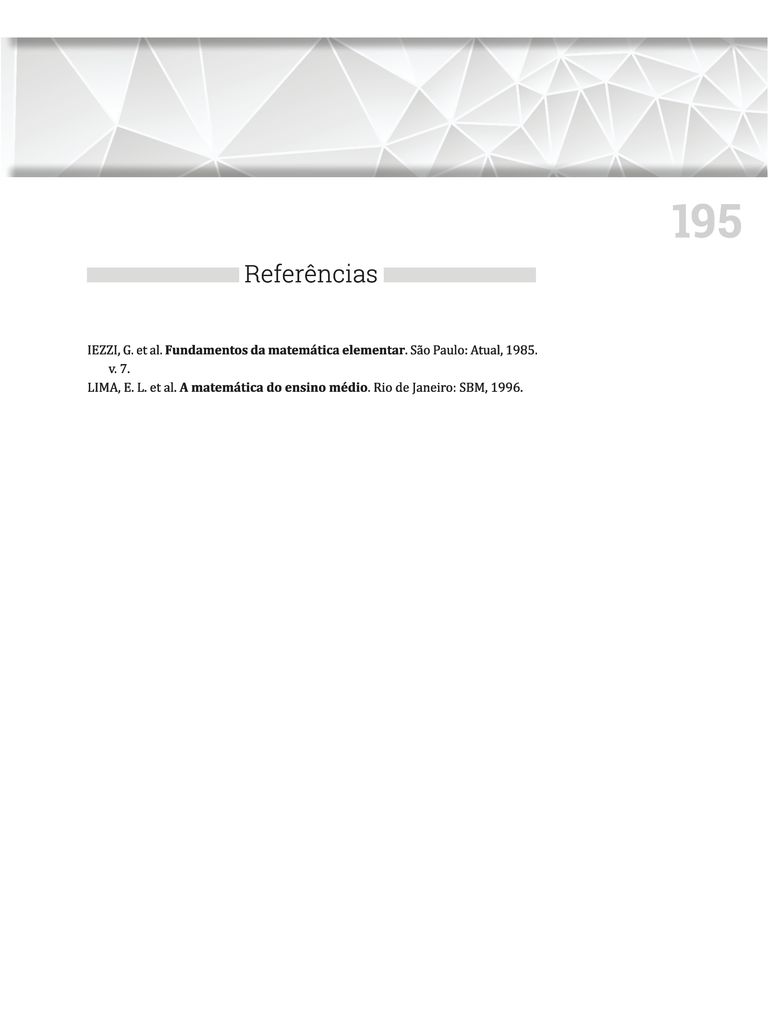 195
Referências
IEZZI, G. et al. Fundamentos da matemática elementar. São Paulo: Atual, 1985.
v. 7.
LIMA, E. L. et al. A matemática do ensino médio. Rio de Janeiro: SBM, 1996.